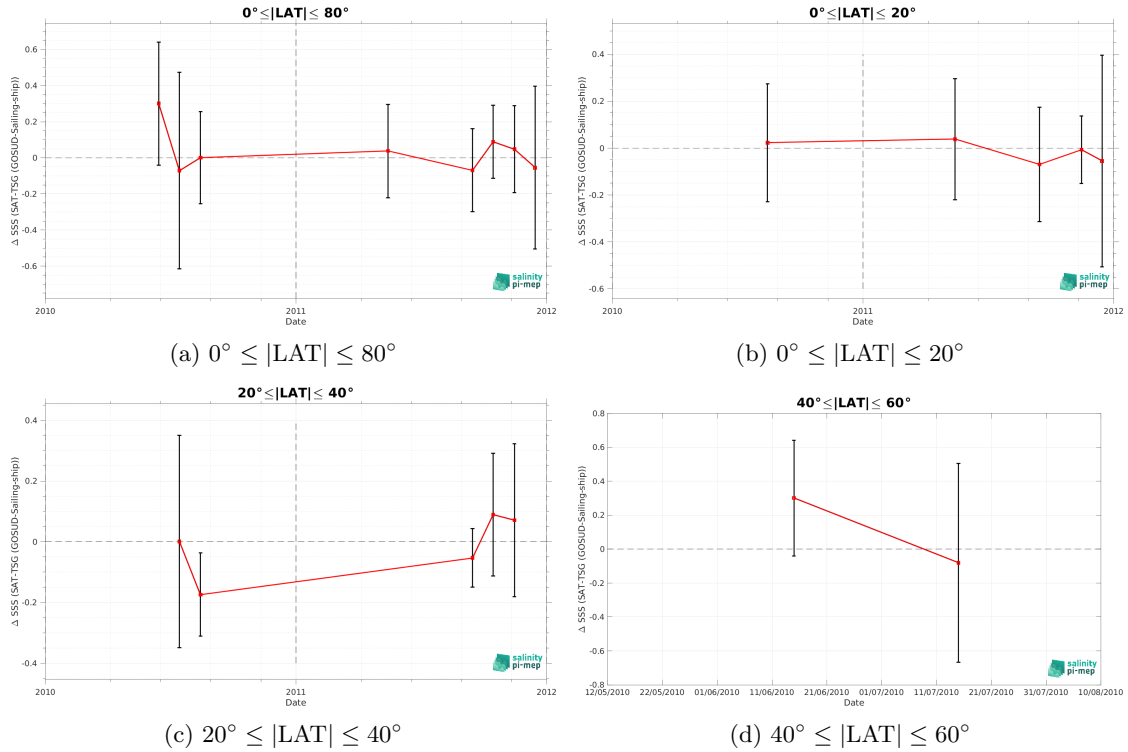 0°≤|LAT|≤ 80°
Δ SSS (SAT-TSG (GOSUD-Sailing-ship))
0.6
0.4
0.2
0
-0.2
-0.4
-0.6
2010
2011
2012
Date
salinity
pi-mep
(a) 0° ≤ |LAT| ≤ 80°
0°≤|LAT|≤ 20°
Δ SSS (SAT-TSG (GOSUD-Sailing-ship))
0.4
0.2
0
-0.2
-0.4
-0.6
2010
2011
2012
Date
salinity
pi-mep
(b) 0° ≤ |LAT| ≤ 20°
20°≤|LAT|≤ 40°
Δ SSS (SAT-TSG (GOSUD-Sailing-ship))
0.4
0.2
0
-0.2
-0.4
2010
2011
2012
Date
salinity
pi-mep
(c) 20° ≤ |LAT| ≤ 40°
40°≤|LAT|≤ 60°
Δ SSS (SAT-TSG (GOSUD-Sailing-ship))
0.8
0.6
0.4
0.2
0
-0.2
-0.4
-0.6
-0.8
12/05/2010
22/05/2010
01/06/2010
11/06/2010
21/06/2010
01/07/2010
11/07/2010
21/07/2010
31/07/2010
10/08/2010
Date
salinity
pi-mep
(d) 40° ≤ |LAT| ≤ 60°